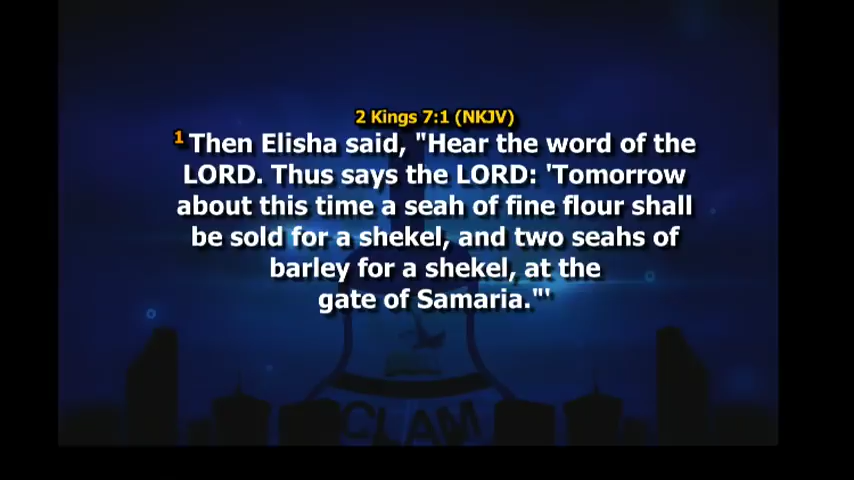 2 Kings 7:1 (NKJV)
1 Then Elisha said, "Hear the word of the
LORD. Thus says the LORD: 'Tomorrow
about this time a seah of fine flour shall
be sold for a shekel, and two seahs of
barley for a shekel, at the
gate of Samaria."'
CLAM